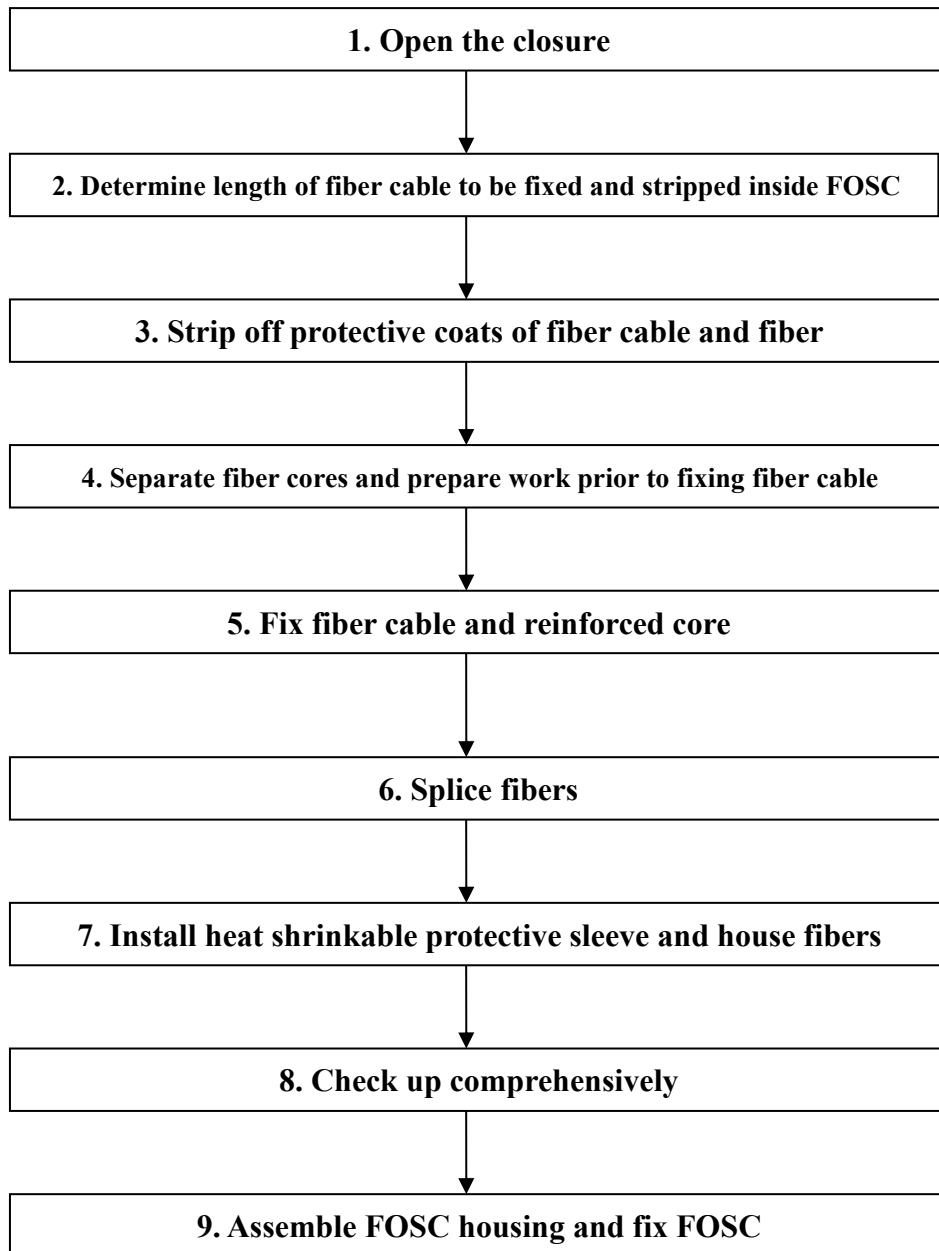 1. Open the closure
2. Determine length of fiber cable to be fixed and stripped inside FOSC
3. Strip off protective coats of fiber cable and fiber
4. Separate fiber cores and prepare work prior to fixing fiber cable
5. Fix fiber cable and reinforced core
6. Splice fibers
7. Install heat shrinkable protective sleeve and house fibers
8. Check up comprehensively
9. Assemble FOSC housing and fix FOSC